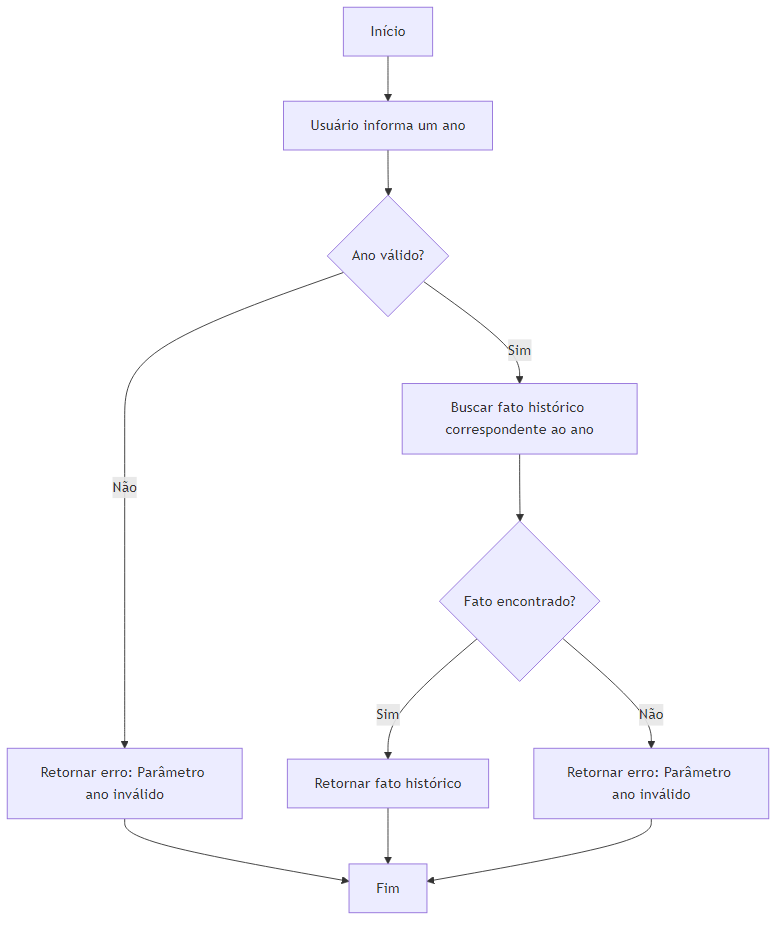 Início
Usuário informa um ano
Ano válido?
Sim
Buscar fato histórico
correspondente ao ano
Não
Fato encontrado?
Sim
Não
Retornar erro: Parâmetro
ano inválido
Retornar fato histórico
Retornar erro: Parâmetro
ano inválido
Fim